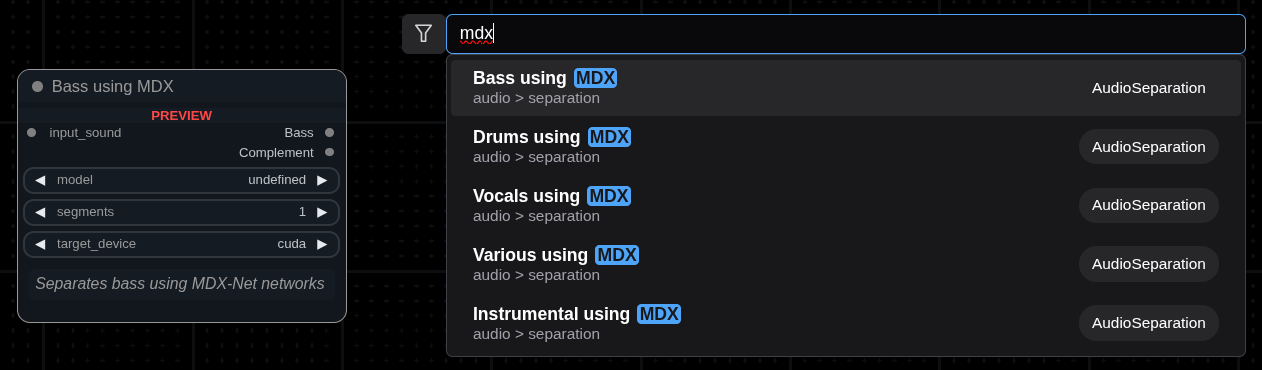 mdx
Bass using MDX
audio > separation
AudioSeparation
Drums using MDX
audio > separation
AudioSeparation
Vocals using MDX
audio > separation
AudioSeparation
Various using MDX
audio > separation
AudioSeparation
Instrumental using MDX
audio > separation
AudioSeparation
Bass using MDX
PREVIEW
input_sound Bass
Complement
model undefined
segments 1
target_device cuda
Separates bass using MDX-Net networks